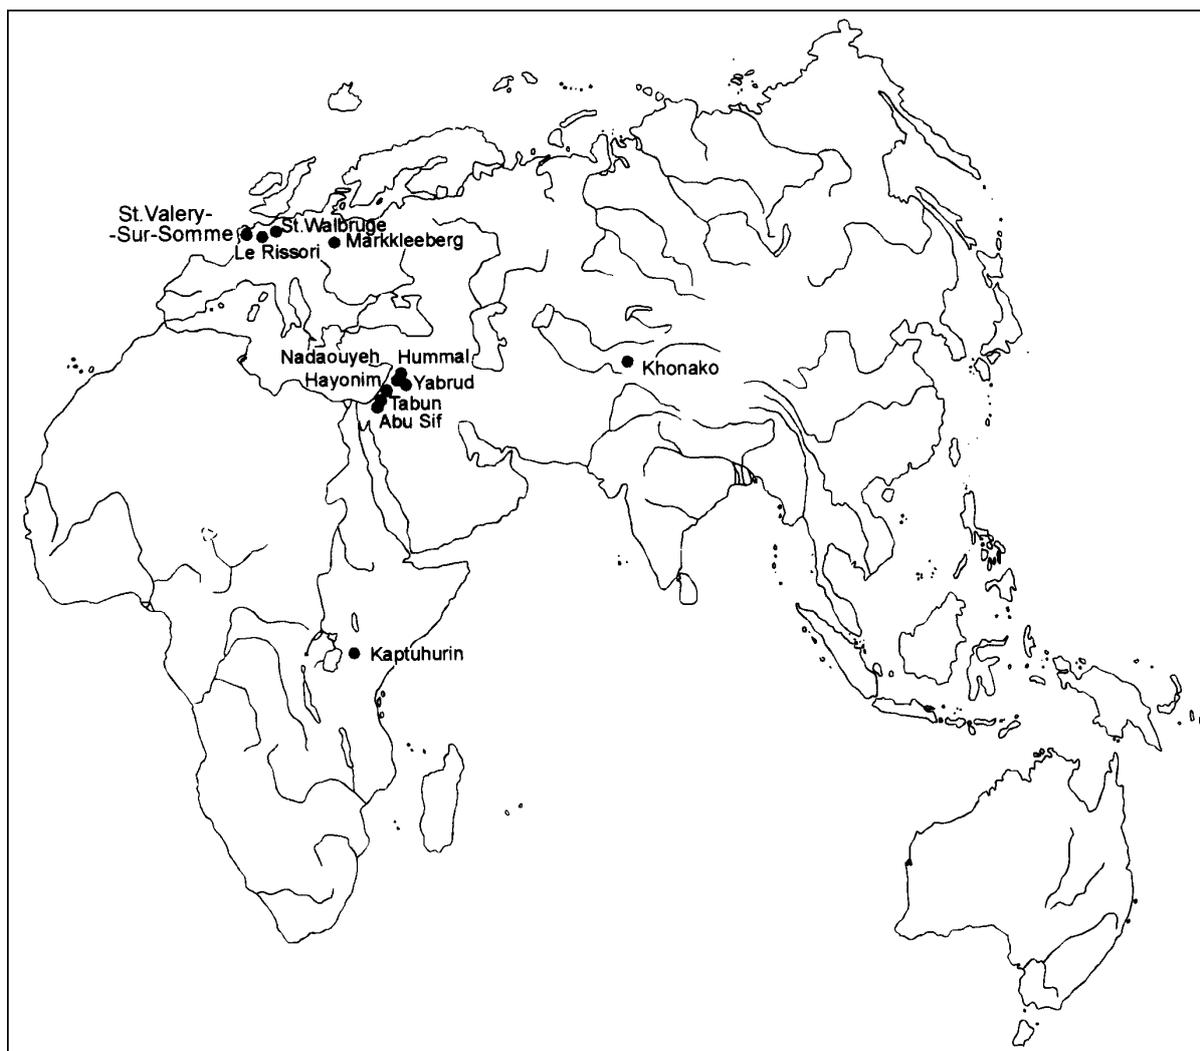 St.Valery-
-Sur-Somme
St.Walbruge
Le Rissori
Markkleeberg
Nadaouyeh
Hummal
Hayonim
Yabrud
Tabun
Abu Sif
Khonako
Kaptuhurin